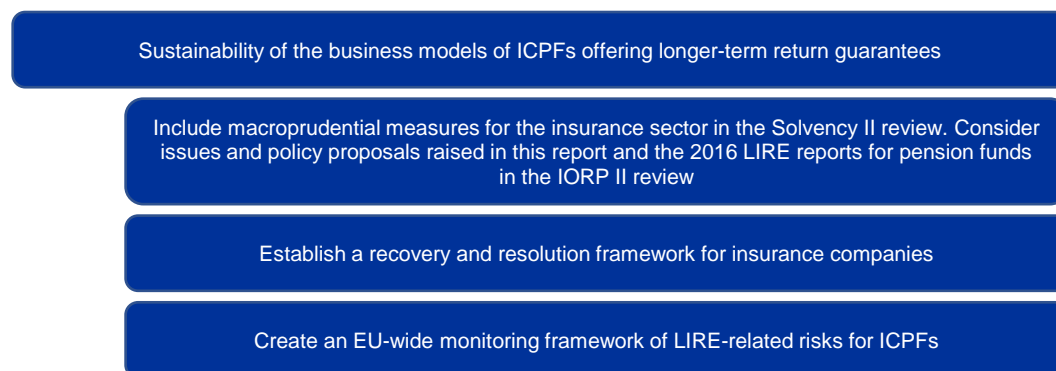 Sustainability of the business models of ICPFs offering longer-term return guarantees
Include macroprudential measures for the insurance sector in the Solvency II review. Consider
issues and policy proposals raised in this report and the 2016 LIRE reports for pension funds
in the IORP II review
Establish a recovery and resolution framework for insurance companies
Create an EU-wide monitoring framework of LIRE-related risks for ICPFs